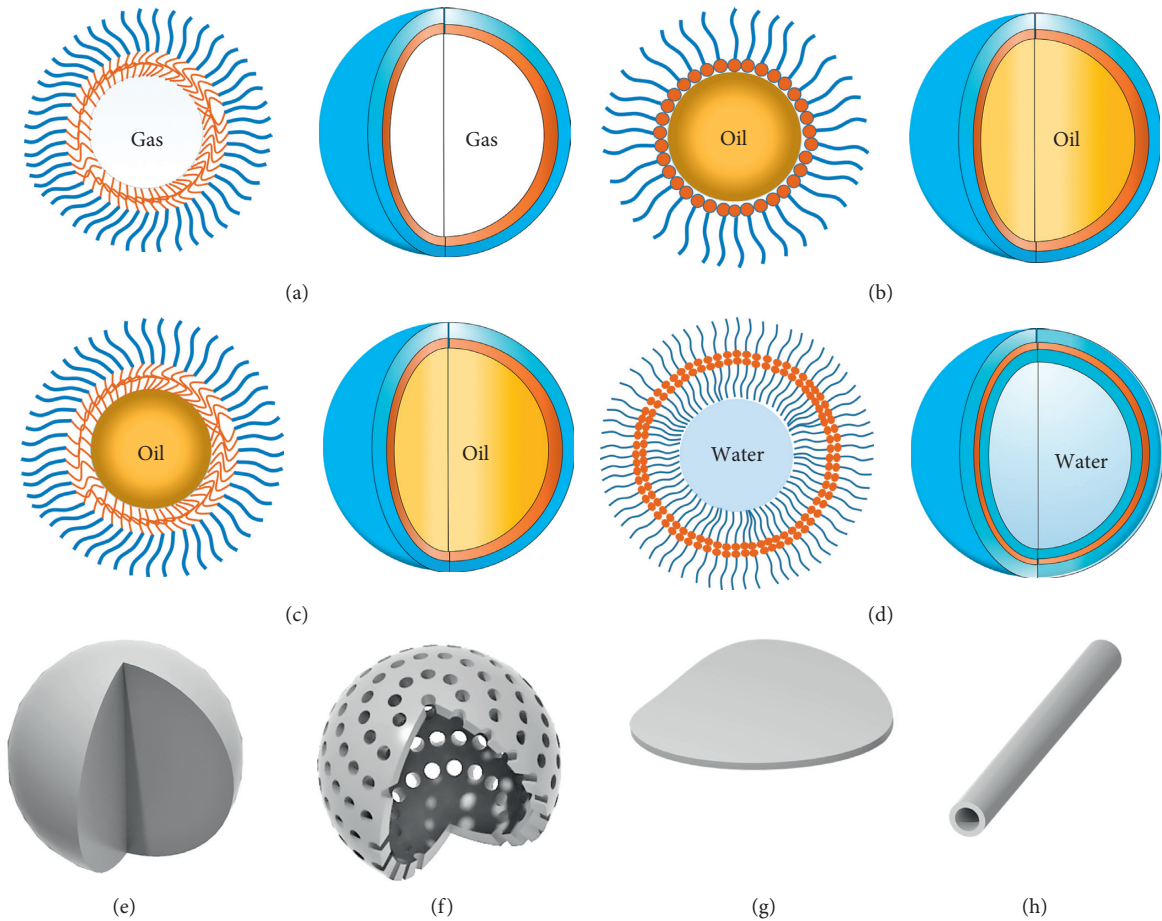 Gas
Gas
Oil
Oil
(a)
(b)
Oil
Oil
Water
Water
(c)
(d)
(e)
(f)
(g)
(h)